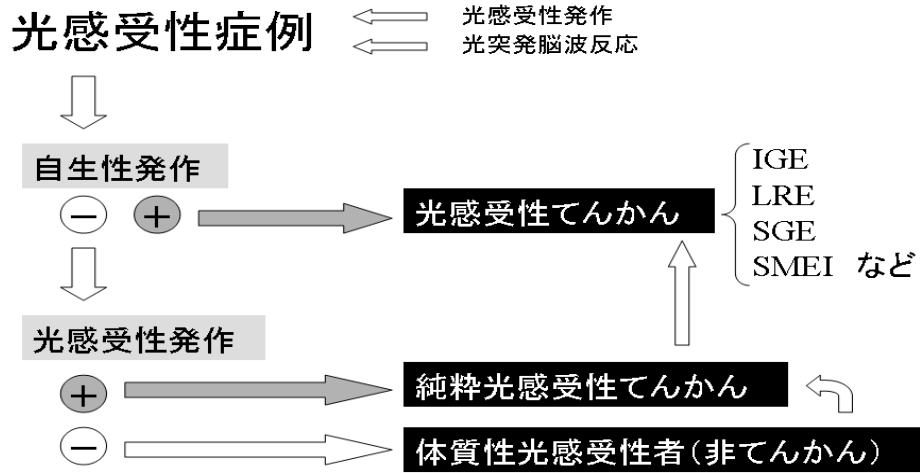 光感受性症例
光感受性発作
光突発脳波反応
自生性発作
－ ＋
光感受性てんかん
IGE
LRE
SGE
SMEI など
光感受性発作
＋
純粋光感受性てんかん
－
体質性光感受性者(非てんかん)